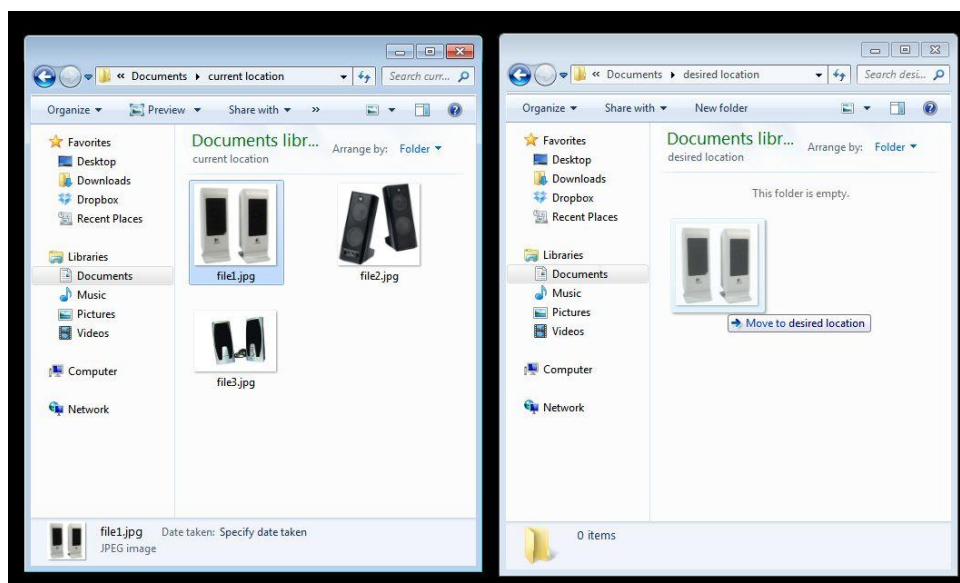 « Documents ▸ current location
Search curr...
Organize
Preview
Share with
»
Favorites
Desktop
Downloads
Dropbox
Recent Places
Libraries
Documents
Music
Pictures
Videos
Computer
Network
Documents libr...
current location
Arrange by: Folder
file1.jpg
file2.jpg
file3.jpg
file1.jpg Date taken: Specify date taken
JPEG image
« Documents ▸ desired location
Search desi...
Organize
Share with
New folder
Favorites
Desktop
Downloads
Dropbox
Recent Places
Libraries
Documents
Music
Pictures
Videos
Computer
Network
Documents libr...
desired location
Arrange by: Folder
This folder is empty.
Move to desired location
0 items